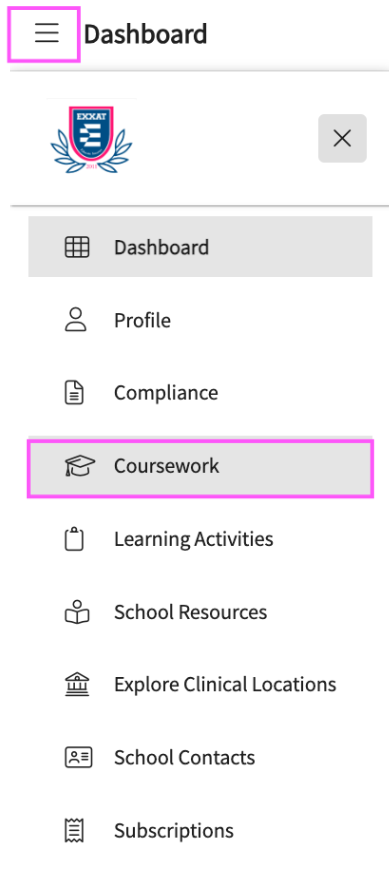 Dashboard
EXXAT
Dashboard
Profile
Compliance
Coursework
Learning Activities
School Resources
Explore Clinical Locations
School Contacts
Subscriptions